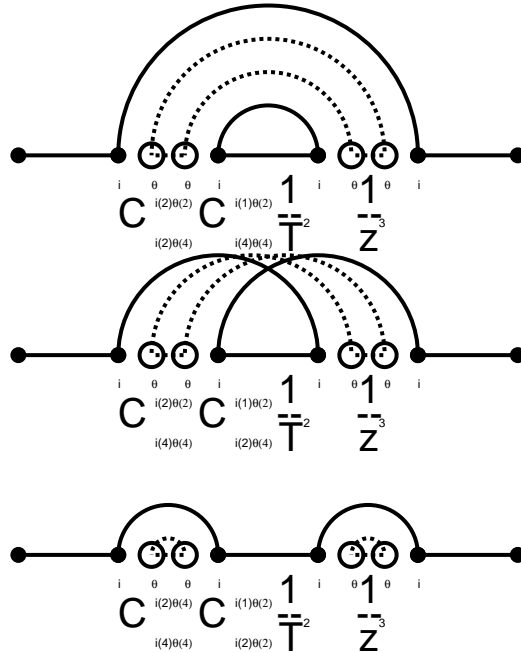 i θ θ i i θ θ i
C i(2)θ(2) i(2)θ(4) C i(1)θ(2) i(4)θ(4) 1 -- T 2 1 -- z 3
i θ θ i i θ θ i
C i(2)θ(2) i(4)θ(4) C i(1)θ(2) i(2)θ(4) 1 -- T 2 1 -- z 3
i θ θ i i θ θ i
C i(2)θ(4) i(4)θ(4) C i(1)θ(2) i(2)θ(2) 1 -- T 2 1 -- z 3